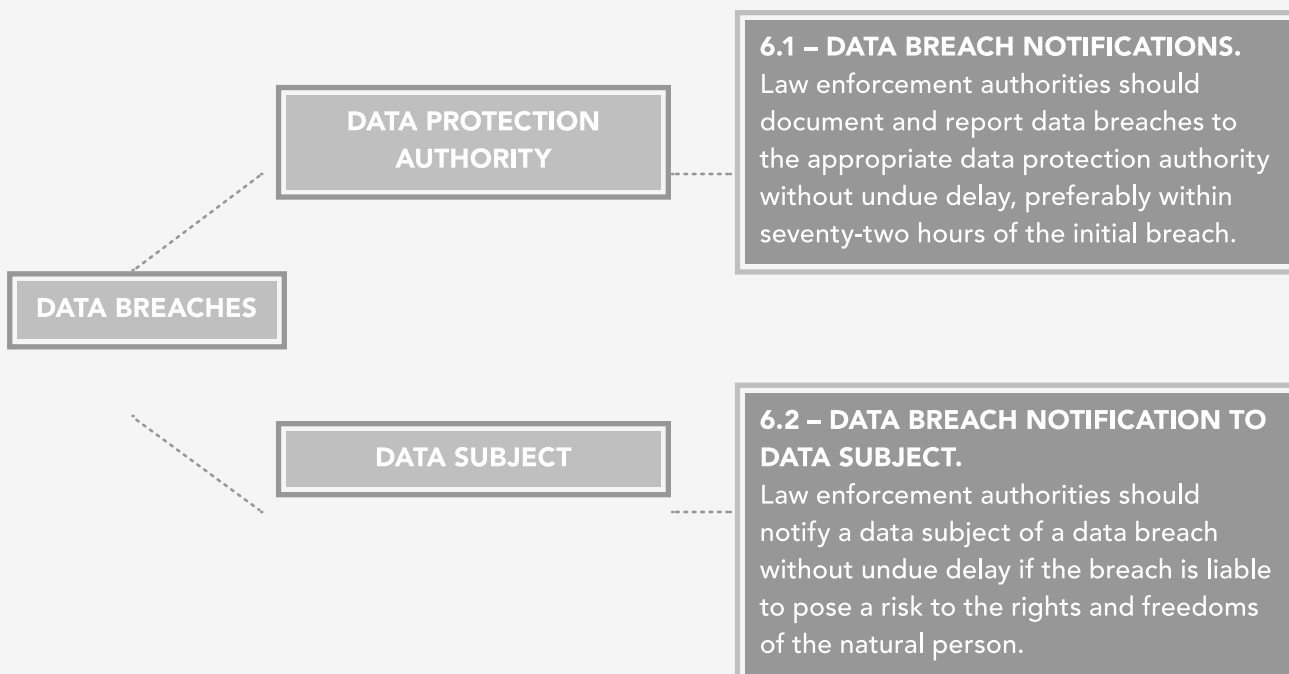 DATA BREACHES
DATA PROTECTION
AUTHORITY
6.1 – DATA BREACH NOTIFICATIONS.
Law enforcement authorities should
document and report data breaches to
the appropriate data protection authority
without undue delay, preferably within
seventy-two hours of the initial breach.
DATA SUBJECT
6.2 – DATA BREACH NOTIFICATION TO
DATA SUBJECT.
Law enforcement authorities should
notify a data subject of a data breach
without undue delay if the breach is liable
to pose a risk to the rights and freedoms
of the natural person.